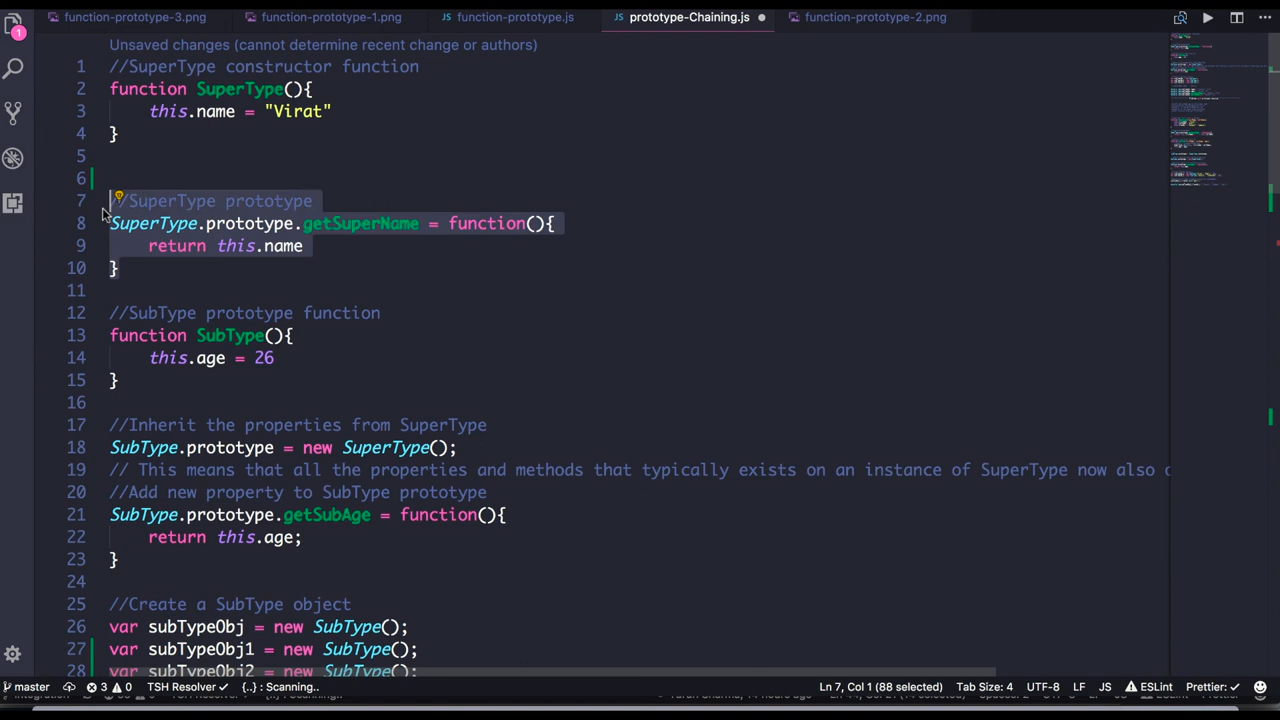 function-prototype-3.png function-prototype-1.png JS function-prototype.js JS prototype-Chaining.js function-prototype-2.png
1
Unsaved changes (cannot determine recent change or authors)
1 //SuperType constructor function
2 function SuperType(){
3 this.name = "Virat"
4 }
5
6
7 //SuperType prototype
8 SuperType.prototype.getSuperName = function(){
9 return this.name
10 }
11
12 //SubType prototype function
13 function SubType(){
14 this.age = 26
15 }
16
17 //Inherit the properties from SuperType
18 SubType.prototype = new SuperType();
19 // This means that all the properties and methods that typically exists on an instance of SuperType now also
20 //Add new property to SubType prototype
21 SubType.prototype.getSubAge = function(){
22 return this.age;
23 }
24
25 //Create a SubType object
26 var subTypeObj = new SubType();
27 var subTypeObj1 = new SubType();
28 var subTypeObj2 = new SubType();
master 3 0 TSH Resolver {..} : Scanning.. Ln 7, Col 1 (88 selected) Tab Size: 4 UTF-8 LF JS ESLint Prettier: